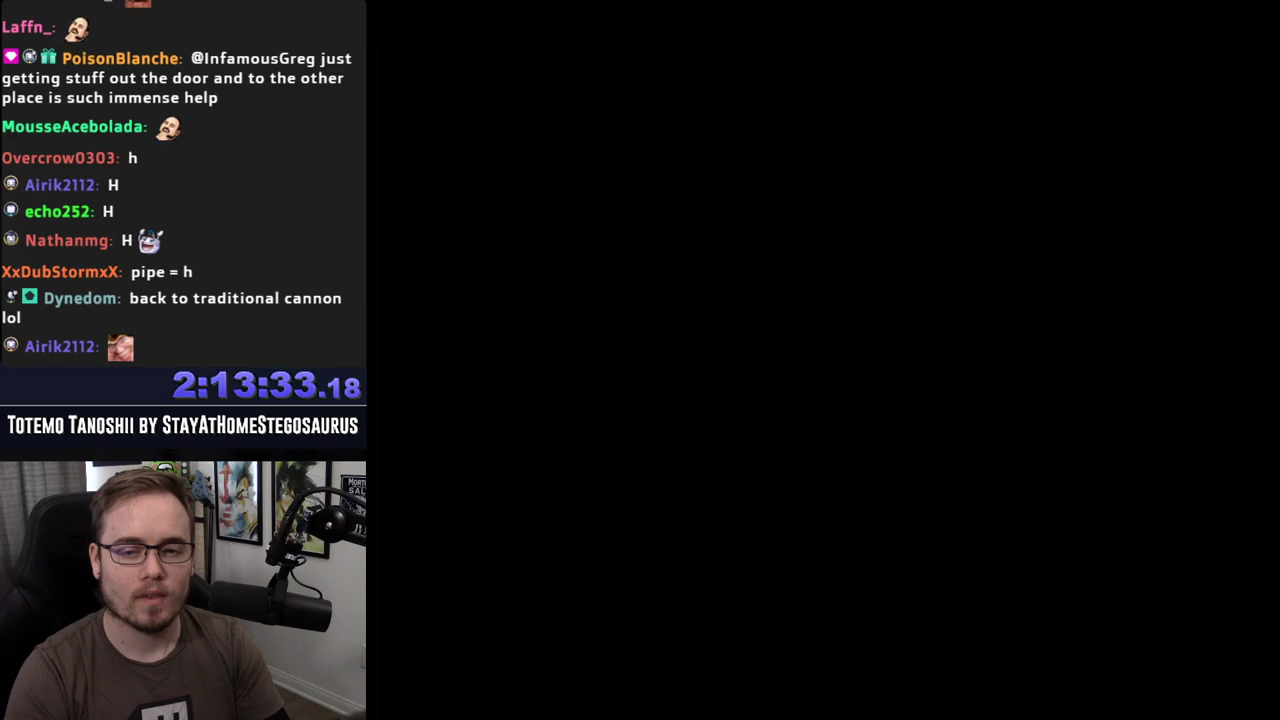 Laffn_:
PoisonBlanche: @InfamousGreg just
getting stuff out the door and to the other
place is such immense help
MousseAcebolada:
Overcrow0303: h
Airik2112: H
echo252: H
Nathanmg: H
XxDubStormxX: pipe = h
Dynedom: back to traditional cannon
lol
Airik2112:
2:13:33.18
Totemo Tanoshii by StayAtHomeStegosaurus